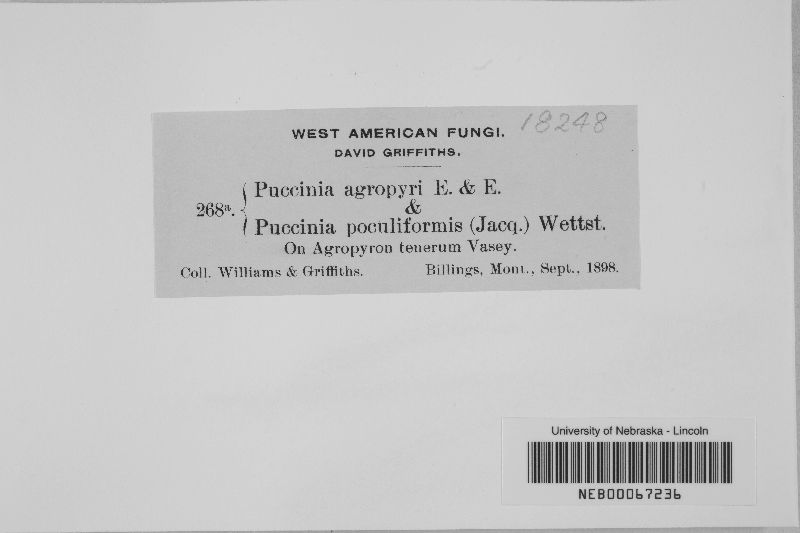 18248
WEST AMERICAN FUNGI.
DAVID GRIFFITHS.
268a. { Puccinia agropyri E. & E.
&
Puccinia poculiformis (Jacq.) Wettst.
On Agropyron tenerum Vasey.
Coll. Williams & Griffiths. Billings, Mont., Sept., 1898.
University of Nebraska - Lincoln
NEB00067236